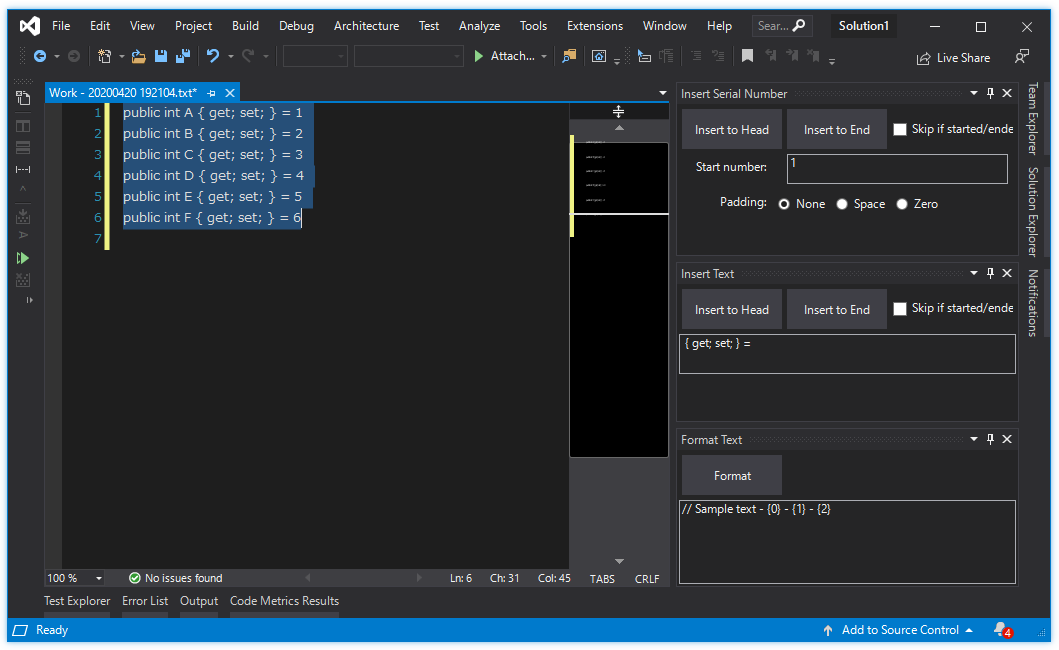 File Edit View Project Build Debug Architecture Test Analyze Tools Extensions Window Help Sear... Solution1
Attach... Live Share
Work - 20200420 192104.txt*
1 public int A { get; set; } = 1
2 public int B { get; set; } = 2
3 public int C { get; set; } = 3
4 public int D { get; set; } = 4
5 public int E { get; set; } = 5
6 public int F { get; set; } = 6
7
100 % No issues found Ln: 6 Ch: 31 Col: 45 TABS CRLF
Test Explorer Error List Output Code Metrics Results
Insert Serial Number
Insert to Head Insert to End Skip if started/ende
Start number: 1
Padding: None Space Zero
Insert Text
Insert to Head Insert to End Skip if started/ende
{ get; set; } =
Format Text
Format
// Sample text - {0} - {1} - {2}
Team Explorer
Solution Explorer
Notifications
Ready Add to Source Control 4